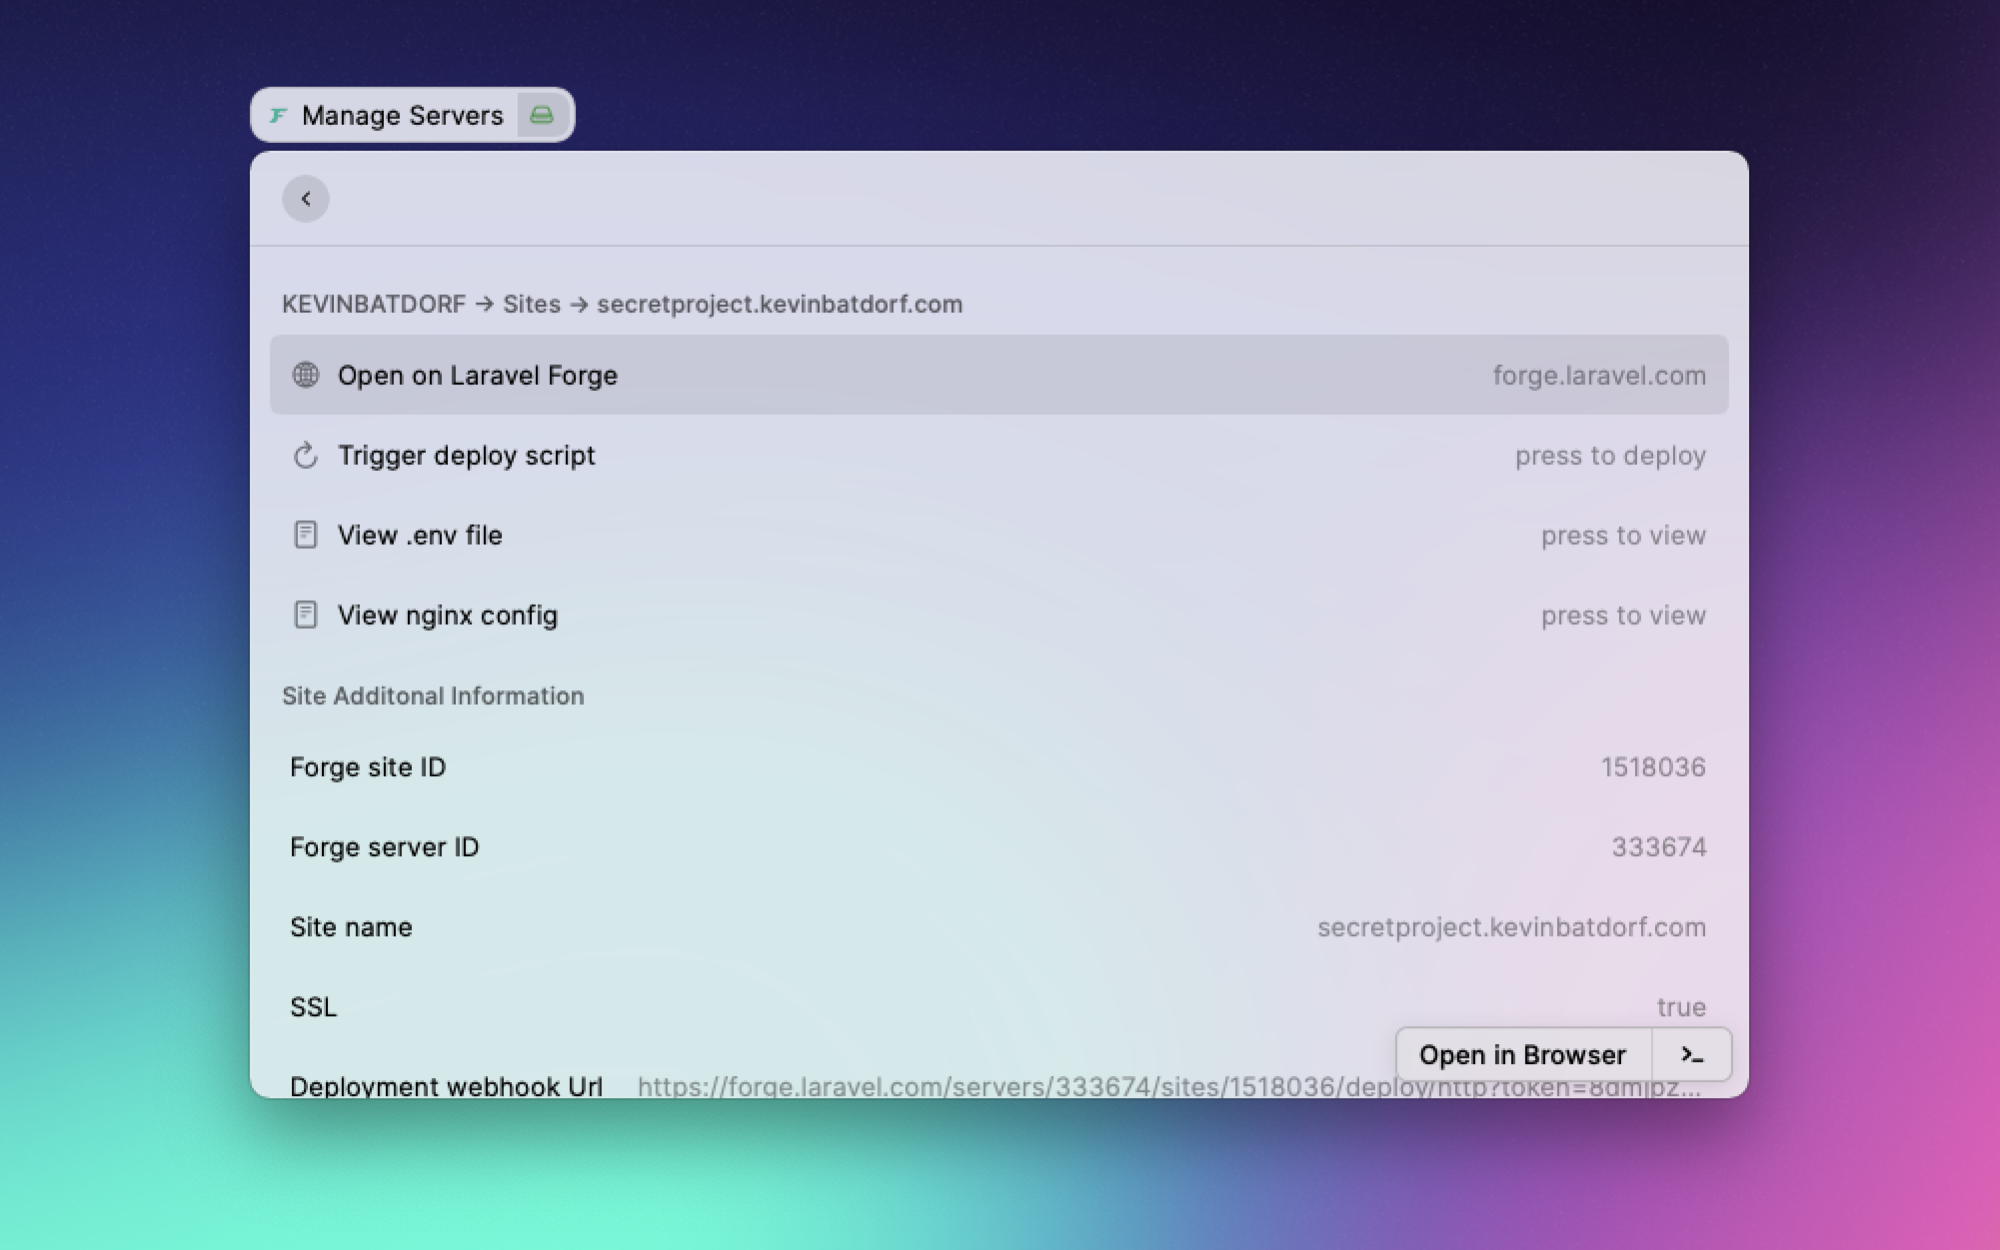 Manage Servers
KEVINBATDORF → Sites → secretproject.kevinbatdorf.com
Open on Laravel Forge forge.laravel.com
Trigger deploy script press to deploy
View .env file press to view
View nginx config press to view
Site Additonal Information
Forge site ID 1518036
Forge server ID 333674
Site name secretproject.kevinbatdorf.com
SSL true
Open in Browser >_
Deployment webhook Url https://forge.laravel.com/servers/333674/sites/1518036/deploy/http?token=8dmjpz...